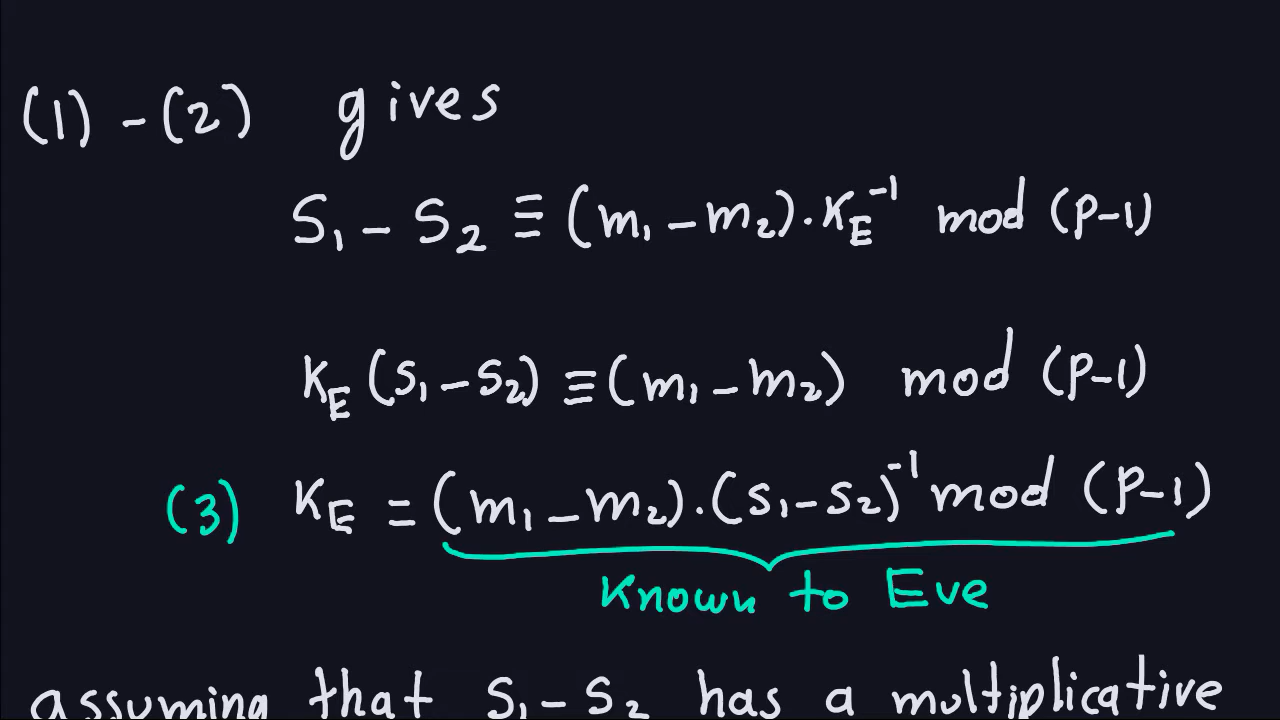 (1) - (2) gives
S₁ - S₂ ≡ (m₁ - m₂) · K_E⁻¹ mod (p-1)
K_E (S₁ - S₂) ≡ (m₁ - m₂) mod (p-1)
(3) K_E = (m₁ - m₂) · (S₁ - S₂)⁻¹ mod (p-1)
Known to Eve
assuming that S₁ - S₂ has a multiplicative